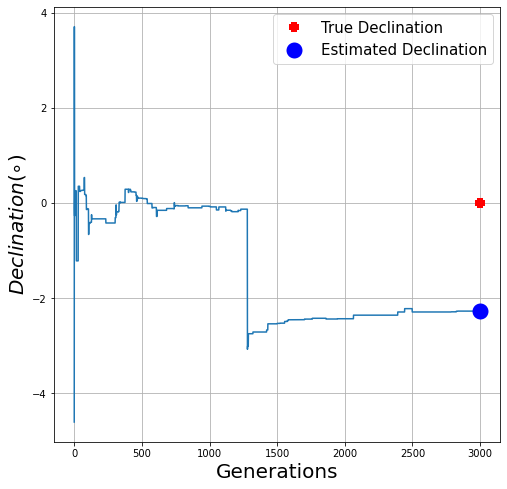 True Declination
Estimated Declination
4
2
0
−2
−4
Declination(∘)
0 500 1000 1500 2000 2500 3000
Generations